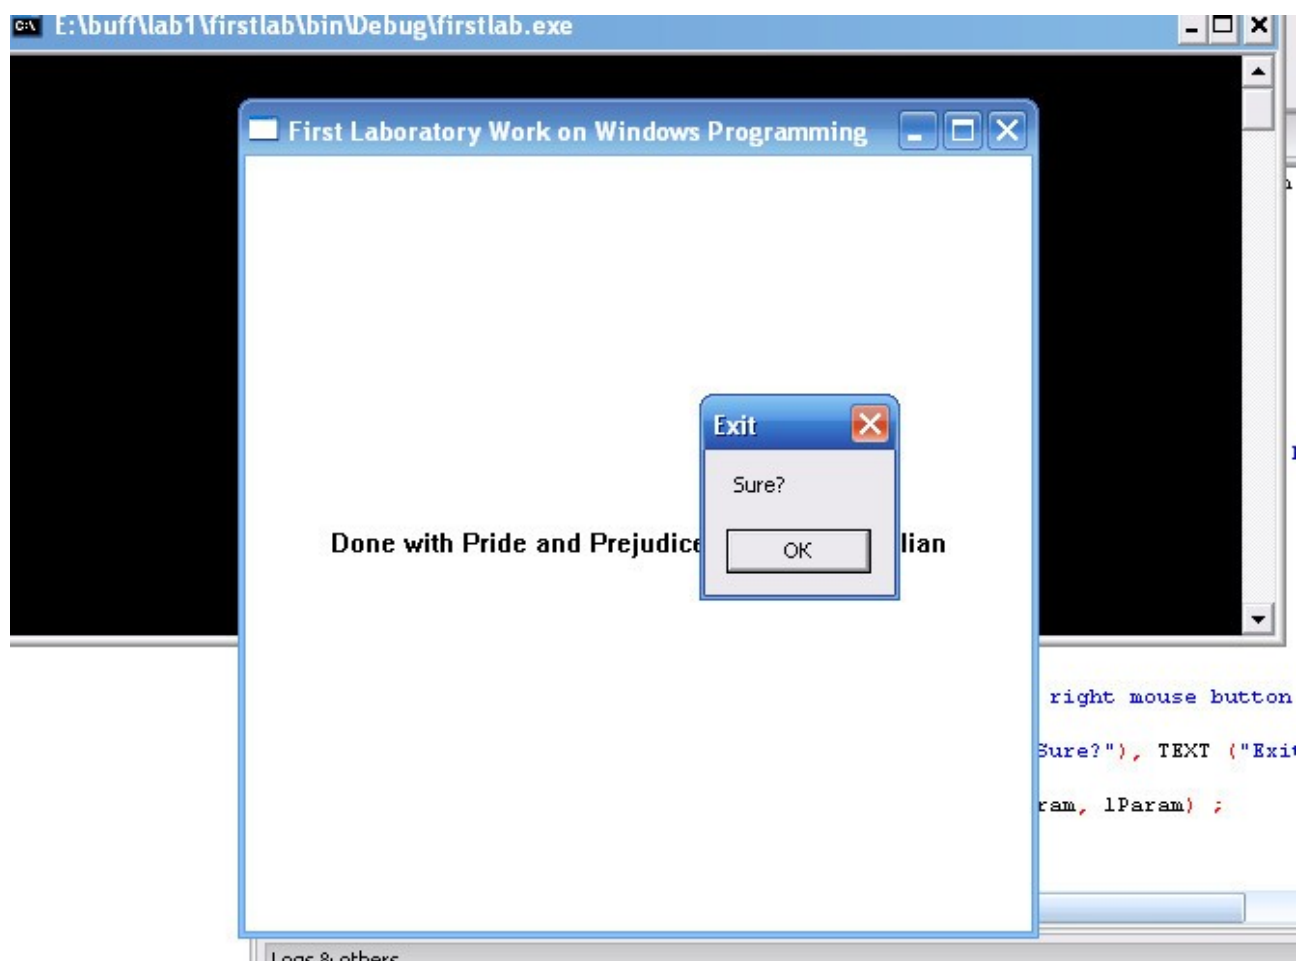 E:\buff\lab1\firstlab\bin\Debug\firstlab.exe
First Laboratory Work on Windows Programming
Exit
Sure?
OK
Done with Pride and Prejudice lian
right mouse button
Sure?"), TEXT ("Exit
ram, lParam) ;
Logs & others